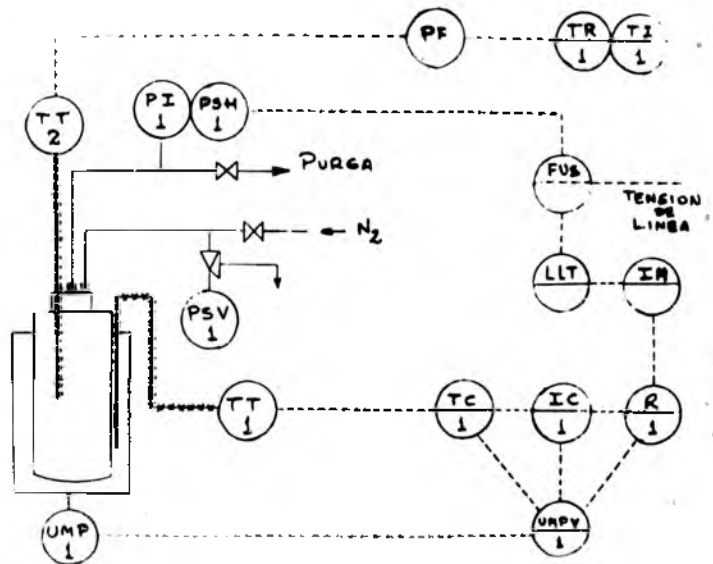 PF
TR
1
TI
1
TT
2
PI
1
PSH
1
PURGA
FUS
TENSION
DE
LINEA
N2
LLT
IM
PSV
1
TT
1
TC
1
IC
1
R
1
UMP
1
UMPV
1